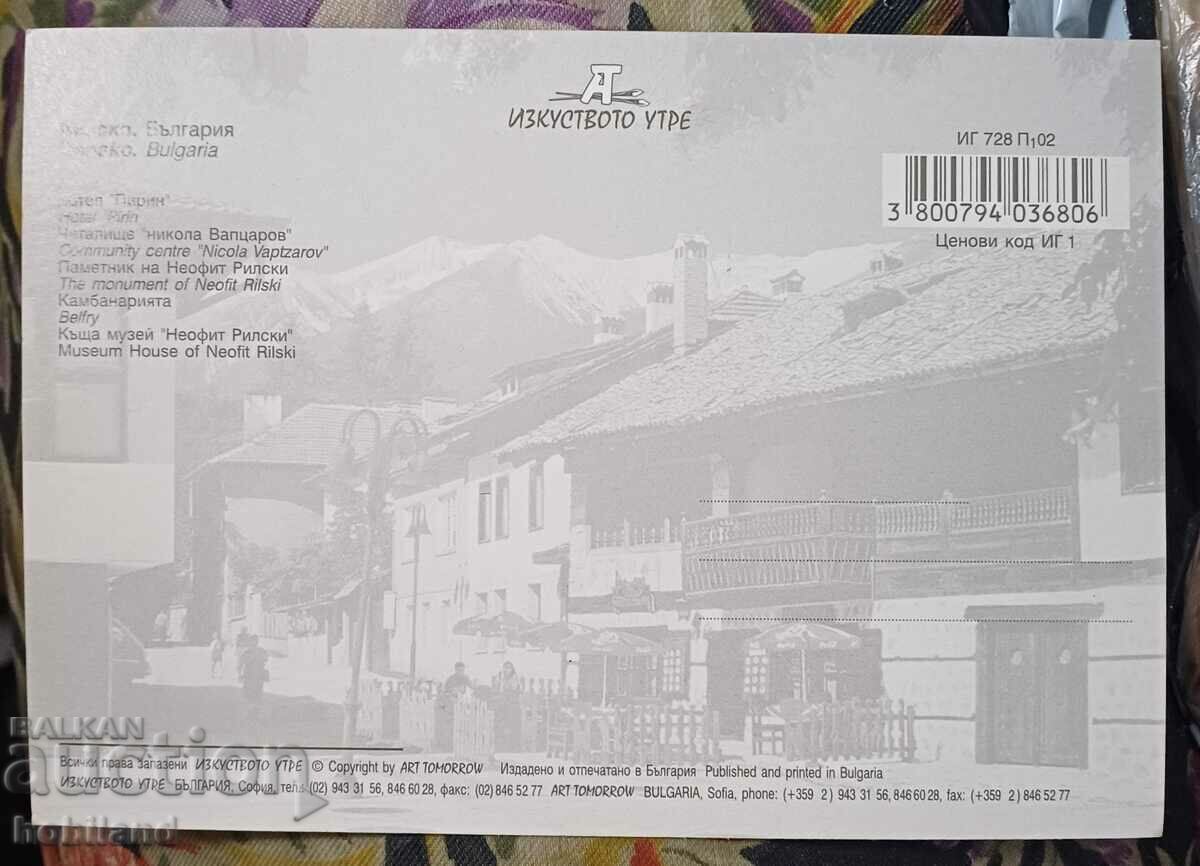 ИЗКУСТВОТО УТРЕ
България
Bulgaria
ИГ 728 П₁02
3 800794 036806
Ценови код ИГ 1
"Пирин"
Hotel "Pirin
Читалище "никола Вапцаров"
Community centre "Nicola Vaptzarov"
Паметник на Неофит Рилски
The monument of Neofit Rilski
Камбанарията
Belfry
Къща музей "Неофит Рилски"
Museum House of Neofit Rilski
Всички права запазени ИЗКУСТВОТО УТРЕ © Copyright by ART TOMORROW Издадено и отпечатано в България Published and printed in Bulgaria
ИЗКУСТВОТО УТРЕ БЪЛГАРИЯ, София, тел.: (02) 943 31 56, 846 60 28, факс: (02) 846 52 77 ART TOMORROW BULGARIA, Sofia, phone: (+359 2) 943 31 56, 846 60 28, fax: (+359 2) 846 52 77
BALKAN
auction
hobiland